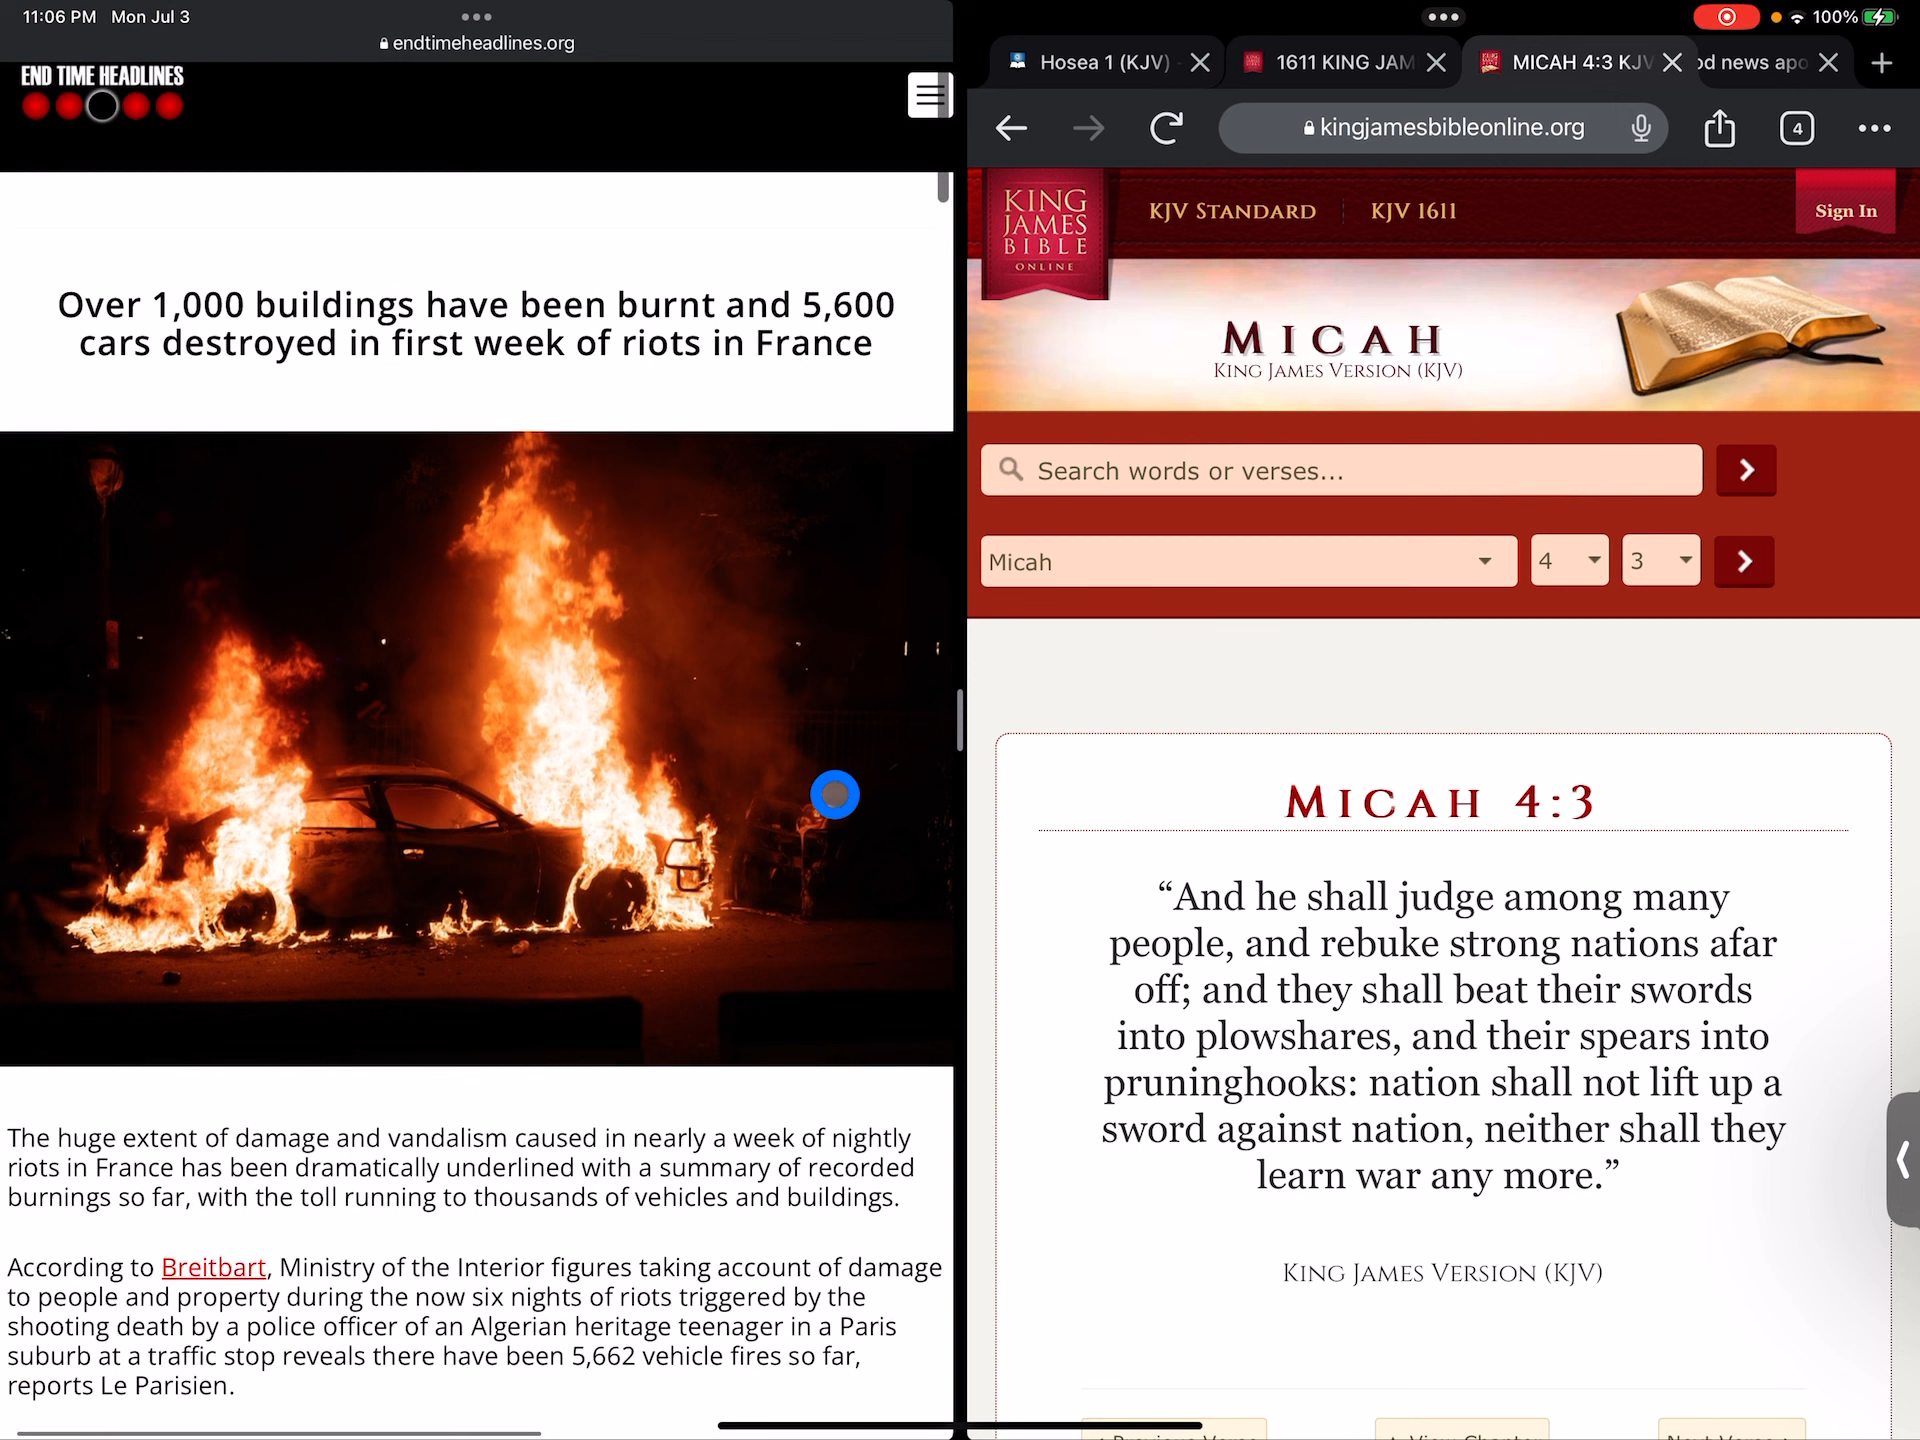 11:06 PM Mon Jul 3
endtimeheadlines.org
END TIME HEADLINES
Over 1,000 buildings have been burnt and 5,600
cars destroyed in first week of riots in France
The huge extent of damage and vandalism caused in nearly a week of nightly
riots in France has been dramatically underlined with a summary of recorded
burnings so far, with the toll running to thousands of vehicles and buildings.
According to Breitbart, Ministry of the Interior figures taking account of damage
to people and property during the now six nights of riots triggered by the
shooting death by a police officer of an Algerian heritage teenager in a Paris
suburb at a traffic stop reveals there have been 5,662 vehicle fires so far,
reports Le Parisien.
100%
Hosea 1 (KJV)
1611 KING JAM
MICAH 4:3 KJV
od news apo
kingjamesbibleonline.org
4
KING
JAMES
BIBLE
ONLINE
KJV STANDARD
KJV 1611
Sign In
MICAH
KING JAMES VERSION (KJV)
Search words or verses...
Micah
4
3
MICAH 4:3
“And he shall judge among many
people, and rebuke strong nations afar
off; and they shall beat their swords
into plowshares, and their spears into
pruninghooks: nation shall not lift up a
sword against nation, neither shall they
learn war any more.”
KING JAMES VERSION (KJV)